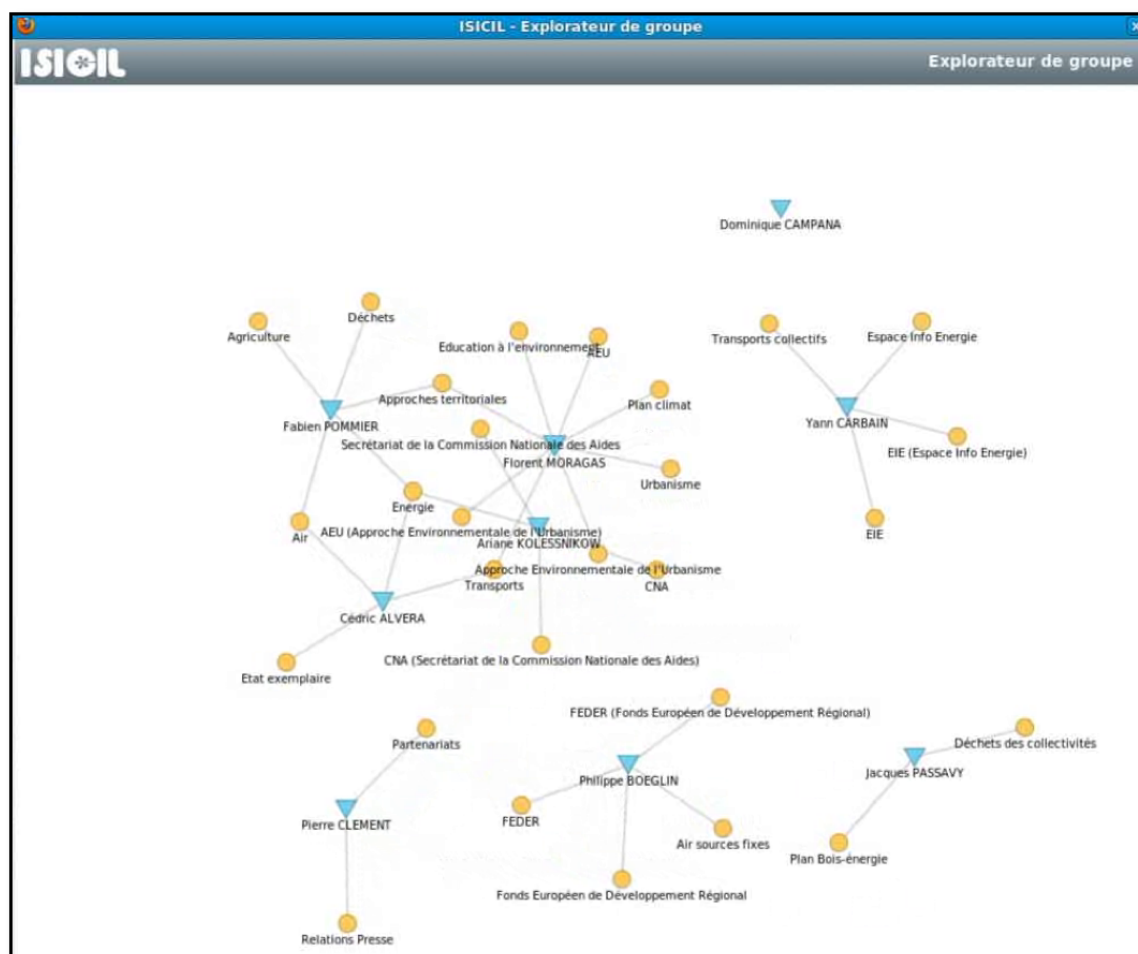 ISICIL - Explorateur de groupe
ISICIL
Explorateur de groupe
Dominique CAMPANA
Agriculture
Déchets
Education à l'environnement
AEU
Transports collectifs
Espace Info Energie
Approches territoriales
Plan climat
Fabien POMMIER
Yann CARBAIN
Secrétariat de la Commission Nationale des Aides
EIE (Espace Info Energie)
Florent MORAGAS
Urbanisme
Energie
Air
AEU (Approche Environnementale de l'Urbanisme)
EIE
Ariane KOLESSNIKOW
Approche Environnementale de l'Urbanisme
Transports
CNA
Cédric ALVERA
CNA (Secrétariat de la Commission Nationale des Aides)
Etat exemplaire
FEDER (Fonds Européen de Développement Régional)
Partenariats
Déchets des collectivités
Jacques PASSAVY
Philippe BOEGLIN
FEDER
Pierre CLEMENT
Air sources fixes
Plan Bois-énergie
Fonds Européen de Développement Régional
Relations Presse